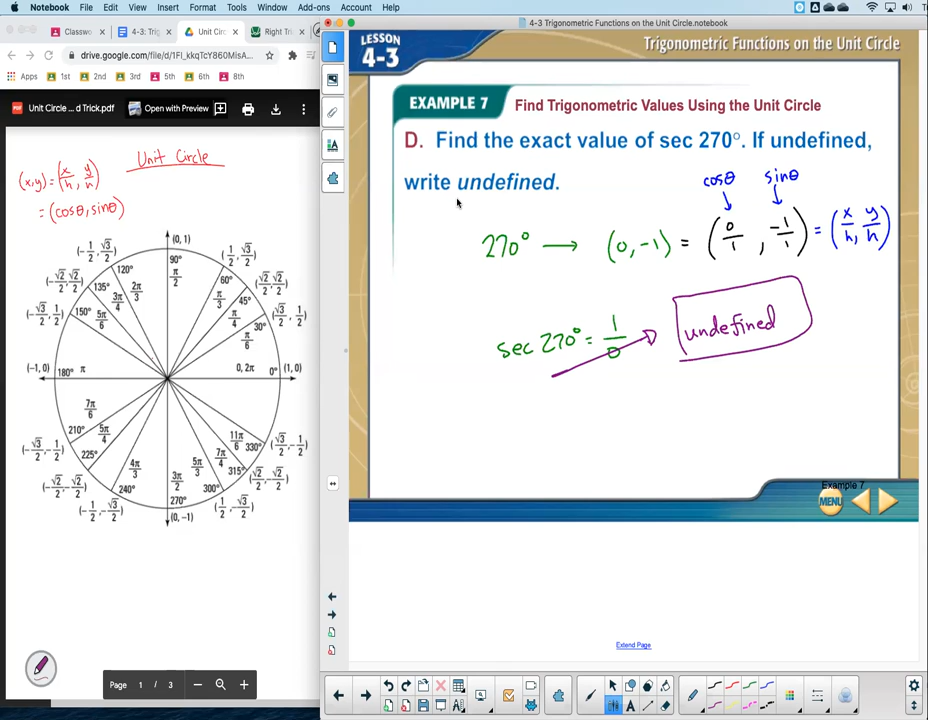 Notebook File Edit View Insert Format Tools Window Add-ons Account Help
Classwo 4-3: Trig Unit Circ Right Tri
drive.google.com/file/d/1Fl_kkqTcY860MisA...
Apps 1st 2nd 3rd 5th 6th 8th
PDF Unit Circle ... d Trick.pdf Open with Preview
Unit Circle
(x,y) = (x/h, y/h)
= (cosθ, sinθ)
(0, 1)
(-1/2, √3/2) 120° 90° 60° (1/2, √3/2)
2π/3 π/2 π/3
(-√2/2, √2/2) 135° 45° (√2/2, √2/2)
3π/4 π/4
(-√3/2, 1/2) 150° 30° (√3/2, 1/2)
5π/6 π/6
(-1, 0) 180° π 0, 2π 0° (1, 0)
7π/6 11π/6
(-√3/2, -1/2) 210° 330° (√3/2, -1/2)
5π/4 7π/4
(-√2/2, -√2/2) 225° 315° (√2/2, -√2/2)
4π/3 3π/2 5π/3
(-1/2, -√3/2) 240° 270° 300° (1/2, -√3/2)
(0, -1)
Page 1 / 3
4-3 Trigonometric Functions on the Unit Circle.notebook
LESSON
4-3
Trigonometric Functions on the Unit Circle
EXAMPLE 7 Find Trigonometric Values Using the Unit Circle
D. Find the exact value of sec 270°. If undefined,
write undefined.
cosθ sinθ
270° → (0, -1) = (0/1, -1/1) = (x/h, y/h)
sec 270° = 1/0 undefined
Example 7
MENU
Extend Page